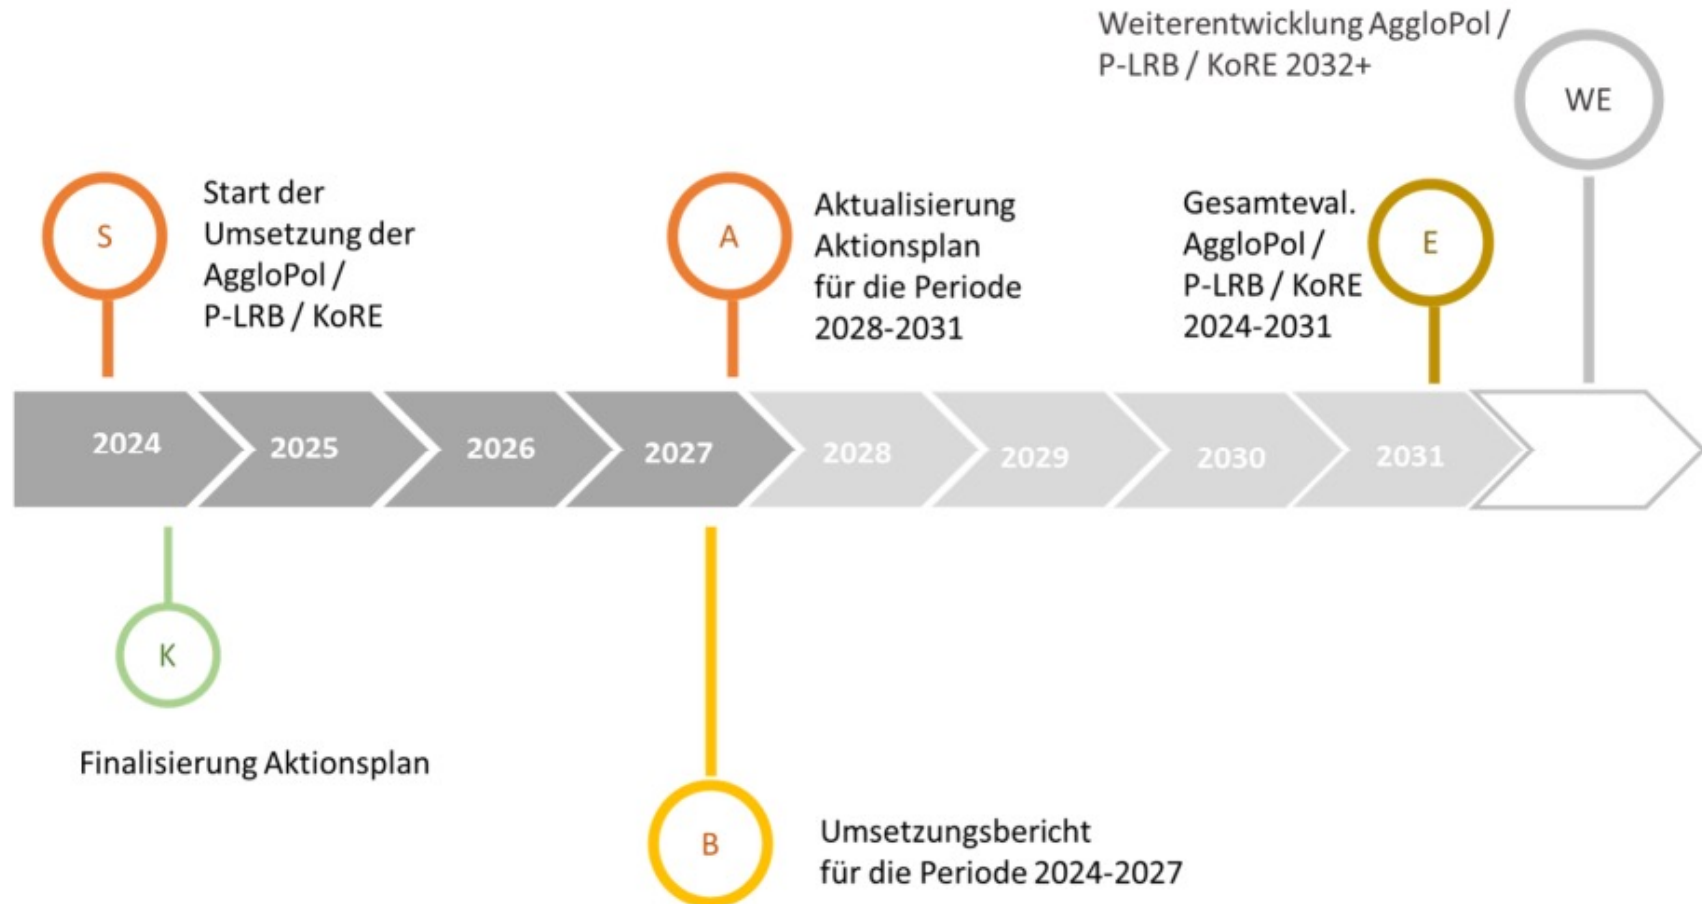 Weiterentwicklung AggloPol /
P-LRB / KoRE 2032+
WE
S
Start der
Umsetzung der
AggloPol /
P-LRB / KoRE
A
Aktualisierung
Aktionsplan
für die Periode
2028-2031
Gesamteval.
AggloPol /
P-LRB / KoRE
2024-2031
E
2024
2025
2026
2027
2028
2029
2030
2031
K
Finalisierung Aktionsplan
B
Umsetzungsbericht
für die Periode 2024-2027